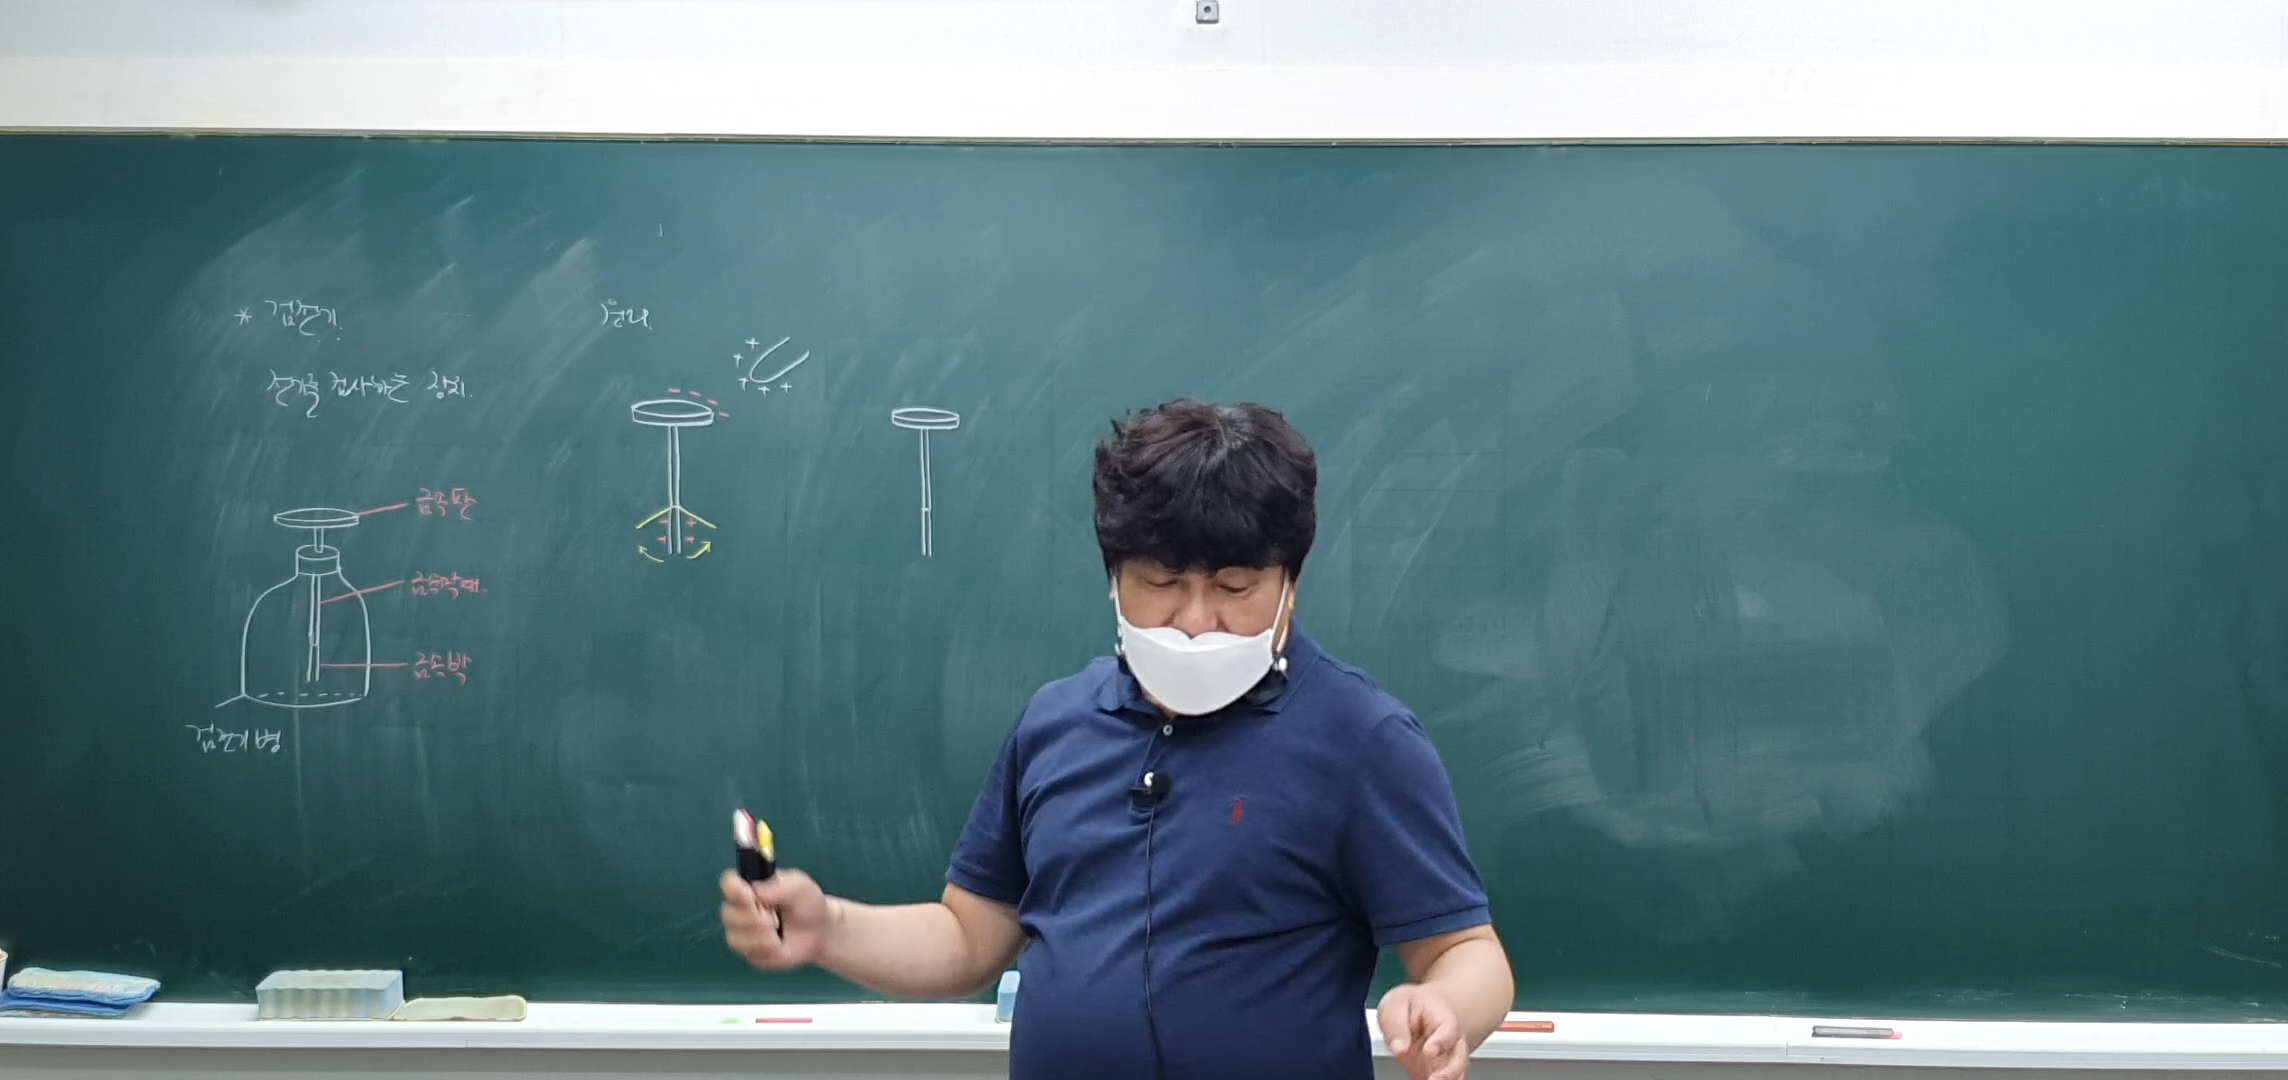 * 검전기.
전기를 검사하는 장치.
금속판
금속막대.
금속박
검전기병
원리.
- - - -
+ + + + +
+ +
+ +